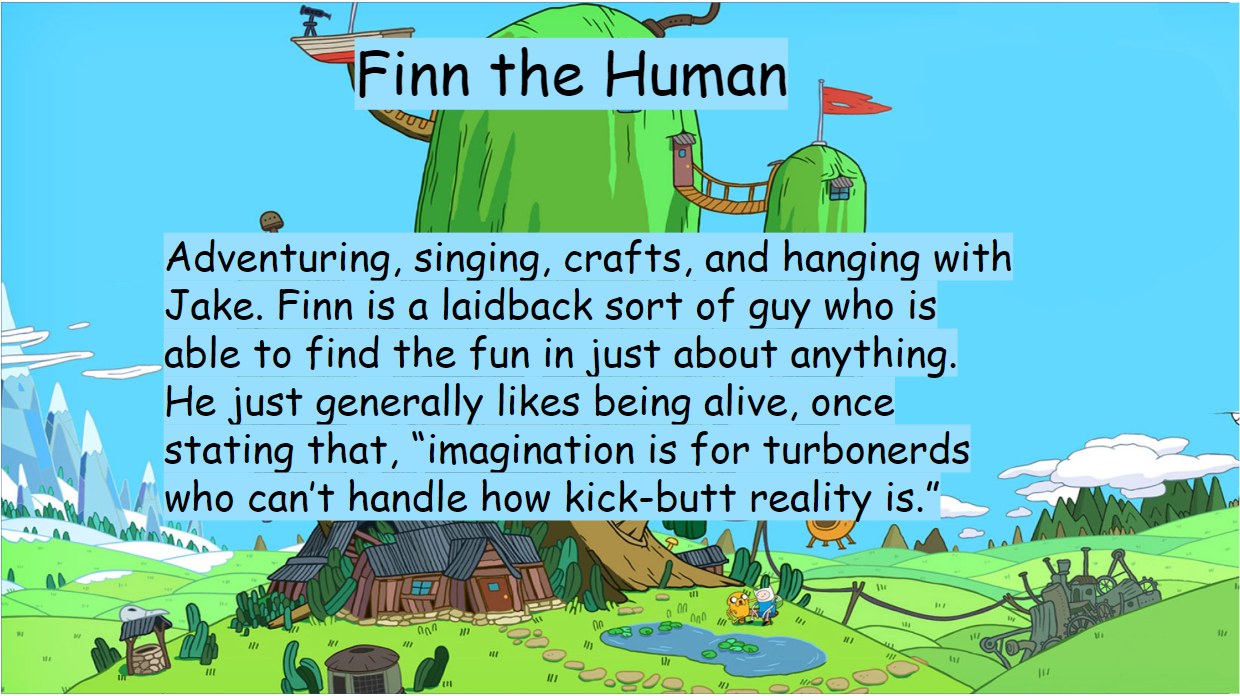 Finn the Human
Adventuring, singing, crafts, and hanging with
Jake. Finn is a laidback sort of guy who is
able to find the fun in just about anything.
He just generally likes being alive, once
stating that, “imagination is for turbonerds
who can’t handle how kick-butt reality is.”